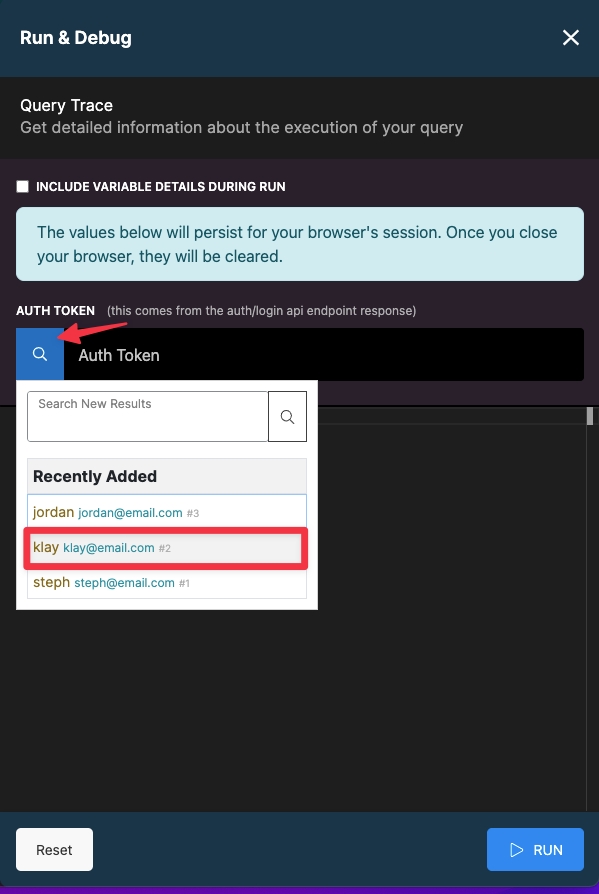 Run & Debug
Query Trace
Get detailed information about the execution of your query
INCLUDE VARIABLE DETAILS DURING RUN
The values below will persist for your browser's session. Once you close
your browser, they will be cleared.
AUTH TOKEN (this comes from the auth/login api endpoint response)
Auth Token
Search New Results
Recently Added
jordan jordan@email.com #3
klay klay@email.com #2
steph steph@email.com #1
Reset
RUN